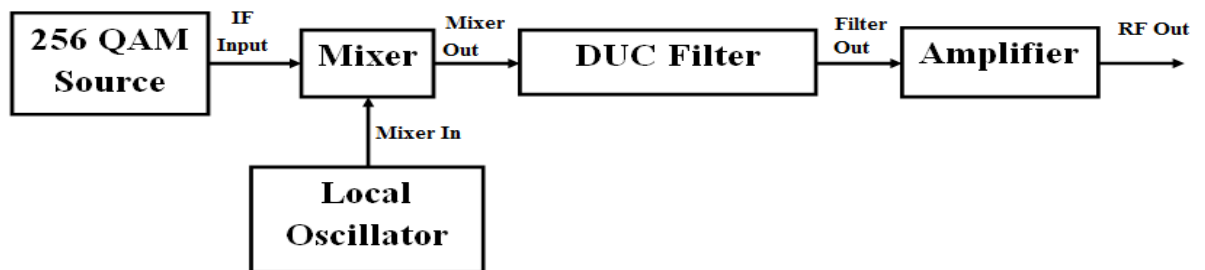 256 QAM
Source
IF
Input
Mixer
Mixer
Out
DUC Filter
Filter
Out
Amplifier
RF Out
Mixer In
Local
Oscillator